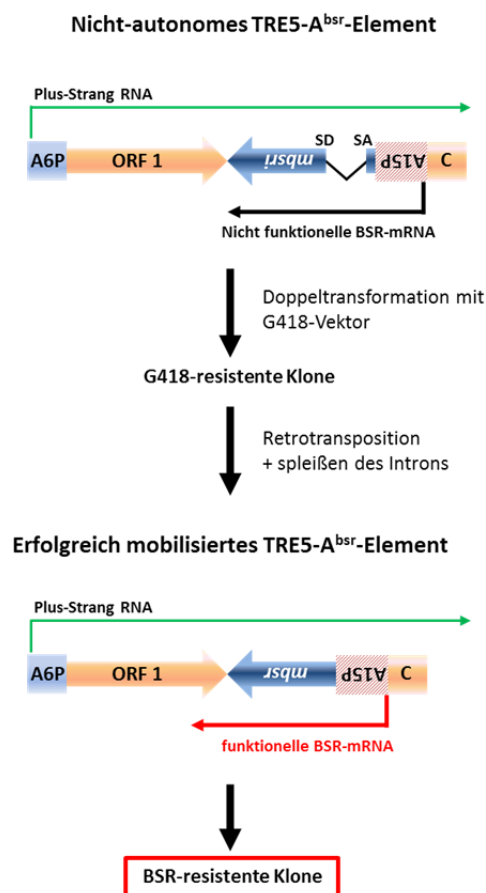 Nicht-autonomes TRE5-Aᵇˢʳ-Element
Plus-Strang RNA
A6P ORF 1 mbsri SD SA A15P C
Nicht funktionelle BSR-mRNA
Doppeltransformation mit
G418-Vektor
G418-resistente Klone
Retrotransposition
+ spleißen des Introns
Erfolgreich mobilisiertes TRE5-Aᵇˢʳ-Element
Plus-Strang RNA
A6P ORF 1 mbsr A15P C
funktionelle BSR-mRNA
BSR-resistente Klone